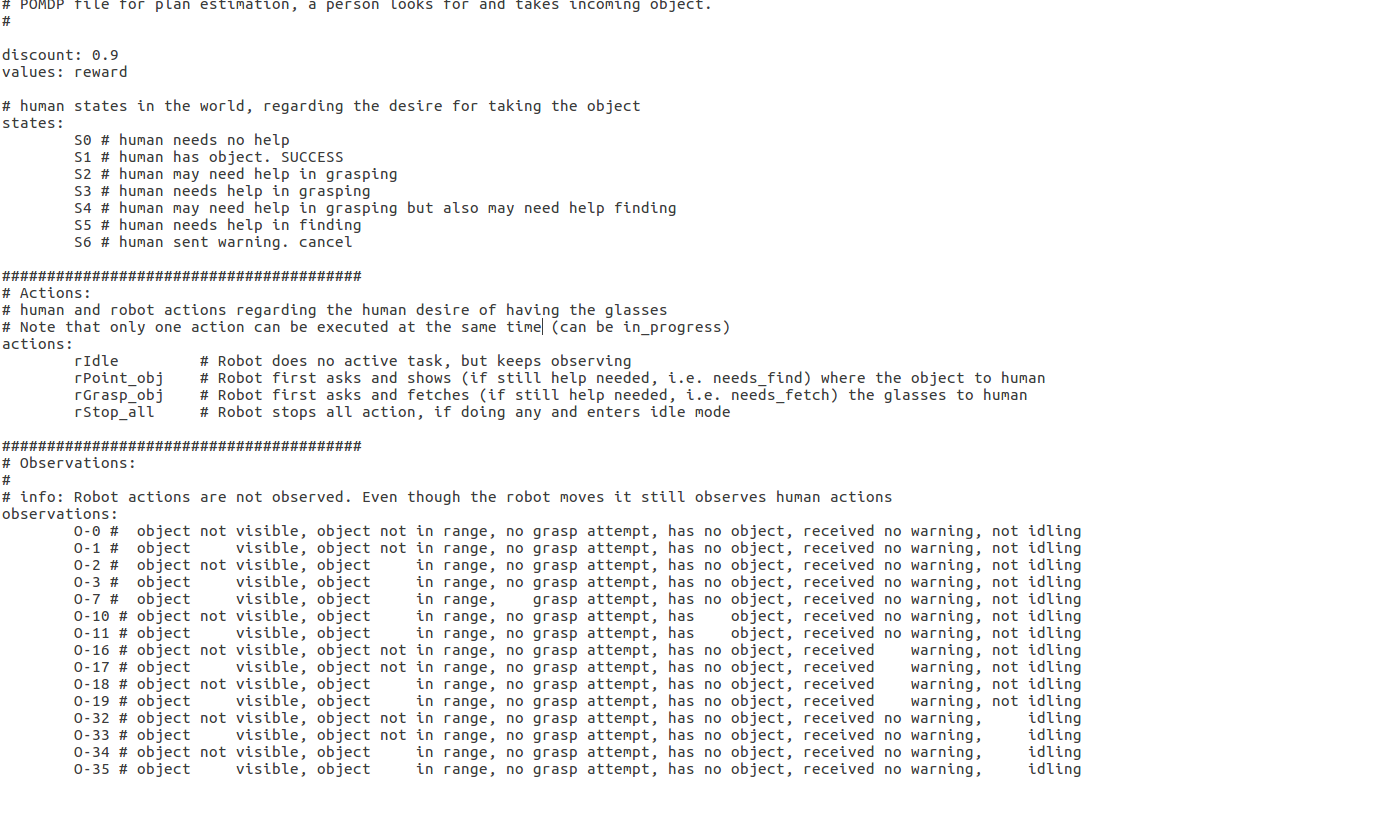 # POMDP file for plan estimation, a person looks for and takes incoming object.
#

discount: 0.9
values: reward

# human states in the world, regarding the desire for taking the object
states:
        S0 # human needs no help
        S1 # human has object. SUCCESS
        S2 # human may need help in grasping
        S3 # human needs help in grasping
        S4 # human may need help in grasping but also may need help finding
        S5 # human needs help in finding
        S6 # human sent warning. cancel

########################################
# Actions:
# human and robot actions regarding the human desire of having the glasses
# Note that only one action can be executed at the same time (can be in_progress)
actions:
        rIdle         # Robot does no active task, but keeps observing
        rPoint_obj    # Robot first asks and shows (if still help needed, i.e. needs_find) where the object to human
        rGrasp_obj    # Robot first asks and fetches (if still help needed, i.e. needs_fetch) the glasses to human
        rStop_all     # Robot stops all action, if doing any and enters idle mode

########################################
# Observations:
#
# info: Robot actions are not observed. Even though the robot moves it still observes human actions
observations:
        O-0 #  object not visible, object not in range, no grasp attempt, has no object, received no warning, not idling
        O-1 #  object     visible, object not in range, no grasp attempt, has no object, received no warning, not idling
        O-2 #  object not visible, object     in range, no grasp attempt, has no object, received no warning, not idling
        O-3 #  object     visible, object     in range, no grasp attempt, has no object, received no warning, not idling
        O-7 #  object     visible, object     in range,    grasp attempt, has no object, received no warning, not idling
        O-10 # object not visible, object     in range, no grasp attempt, has    object, received no warning, not idling
        O-11 # object     visible, object     in range, no grasp attempt, has    object, received no warning, not idling
        O-16 # object not visible, object not in range, no grasp attempt, has no object, received    warning, not idling
        O-17 # object     visible, object not in range, no grasp attempt, has no object, received    warning, not idling
        O-18 # object not visible, object     in range, no grasp attempt, has no object, received    warning, not idling
        O-19 # object     visible, object     in range, no grasp attempt, has no object, received    warning, not idling
        O-32 # object not visible, object not in range, no grasp attempt, has no object, received no warning,     idling
        O-33 # object     visible, object not in range, no grasp attempt, has no object, received no warning,     idling
        O-34 # object not visible, object     in range, no grasp attempt, has no object, received no warning,     idling
        O-35 # object     visible, object     in range, no grasp attempt, has no object, received no warning,     idling